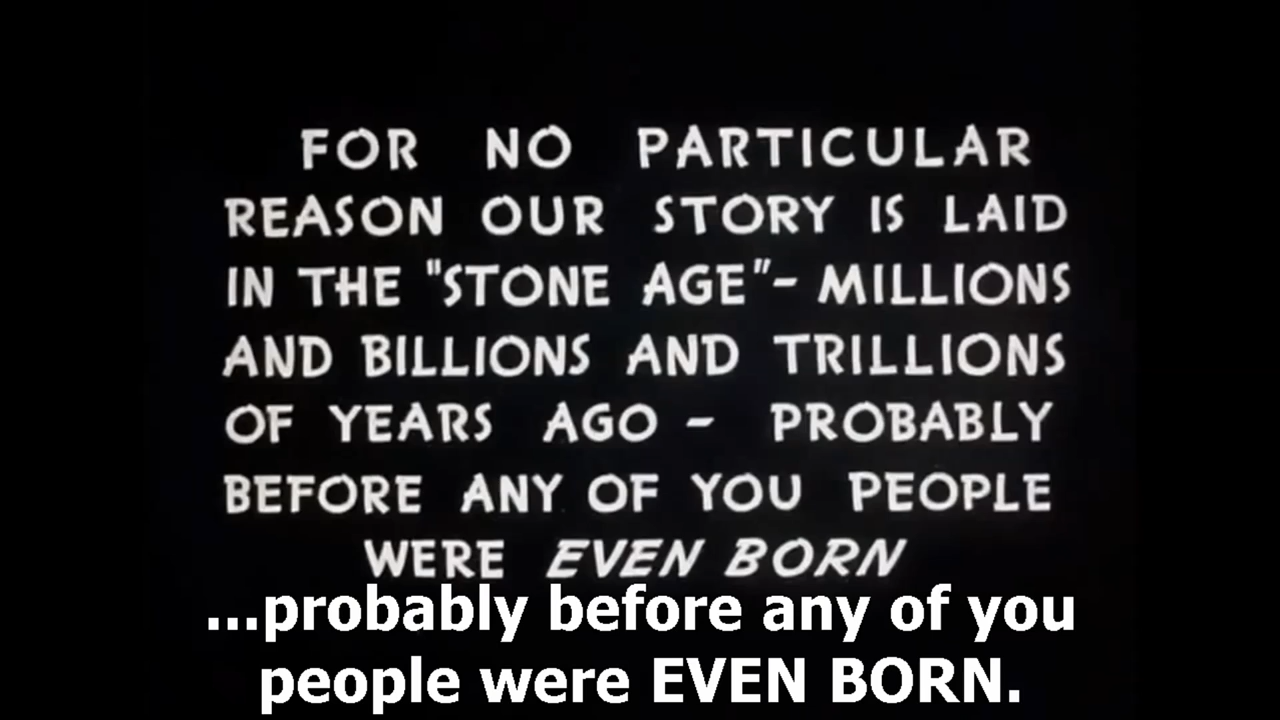 FOR NO PARTICULAR
REASON OUR STORY IS LAID
IN THE "STONE AGE"- MILLIONS
AND BILLIONS AND TRILLIONS
OF YEARS AGO - PROBABLY
BEFORE ANY OF YOU PEOPLE
WERE EVEN BORN
...probably before any of you
people were EVEN BORN.